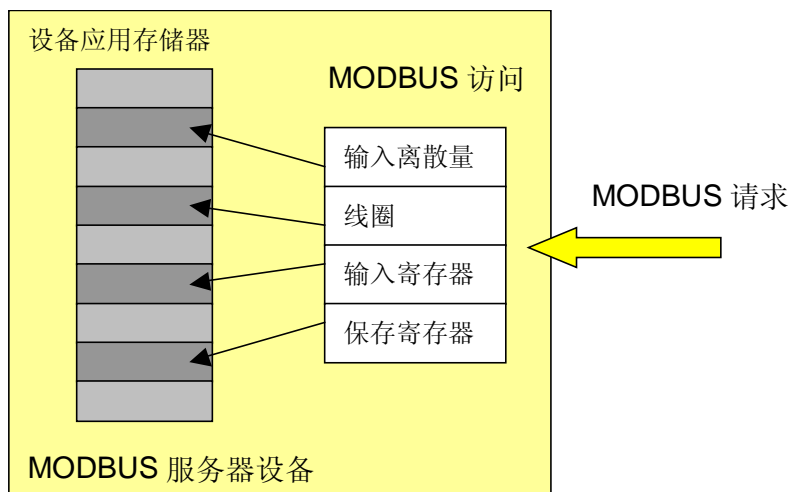 设备应用存储器
MODBUS 访问
输入离散量
线圈
输入寄存器
保存寄存器
MODBUS 请求
MODBUS 服务器设备